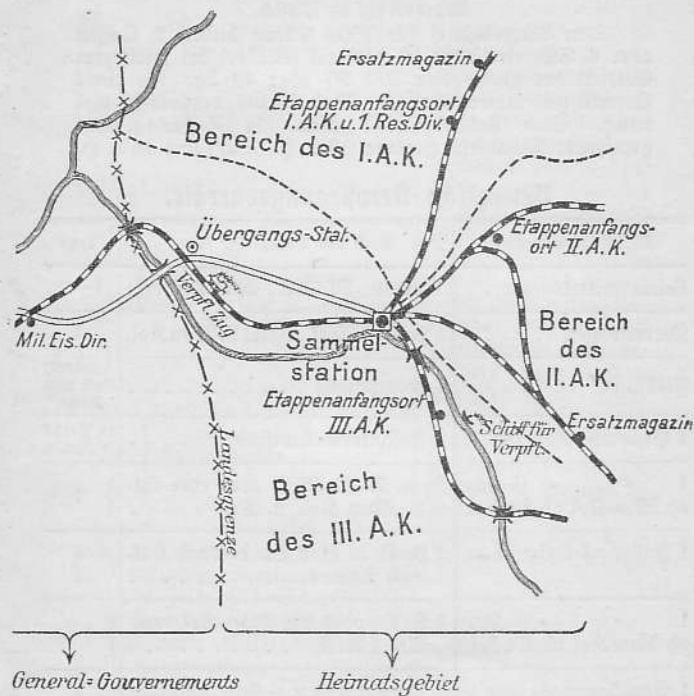 Ersatzmagazin
Etappenanfangsort
I.A.K.u.1.Res.Div.
Bereich des I.A.K.
Übergangs-Stat.
Etappenanfangs-
ort II.A.K.
Verpfl. Zug
Mil. Eis. Dir.
Sammel
station
Bereich
des
II.A.K.
Etappenanfangsort
III.A.K.
Ersatzmagazin
Schiff für
Verpfl.
Landesgrenze
Bereich
des III.A.K.
General=Gouvernements
Heimatsgebiet